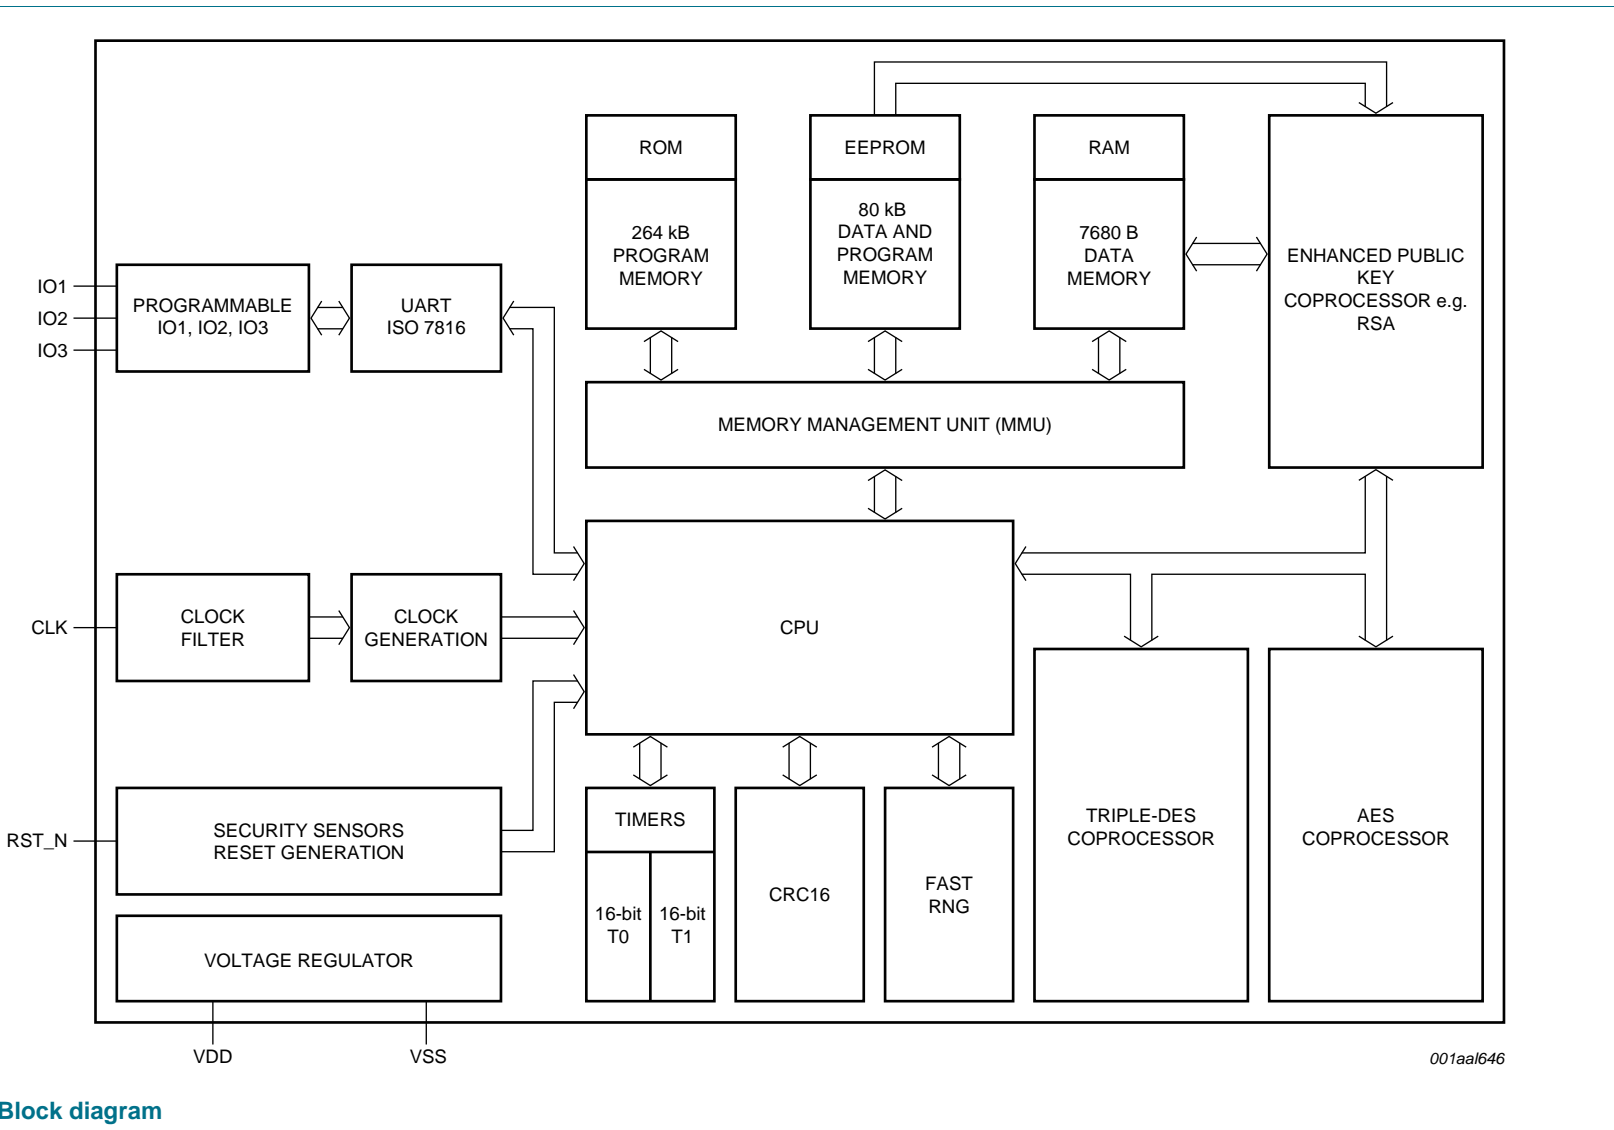 ROM
264 kB
PROGRAM
MEMORY
EEPROM
80 kB
DATA AND
PROGRAM
MEMORY
RAM
7680 B
DATA
MEMORY
ENHANCED PUBLIC
KEY
COPROCESSOR e.g.
RSA
IO1
IO2
IO3
PROGRAMMABLE
IO1, IO2, IO3
UART
ISO 7816
MEMORY MANAGEMENT UNIT (MMU)
CLK
CLOCK
FILTER
CLOCK
GENERATION
CPU
RST_N
SECURITY SENSORS
RESET GENERATION
VOLTAGE REGULATOR
VDD
VSS
TIMERS
16-bit
T0
16-bit
T1
CRC16
FAST
RNG
TRIPLE-DES
COPROCESSOR
AES
COPROCESSOR
001aal646
Block diagram